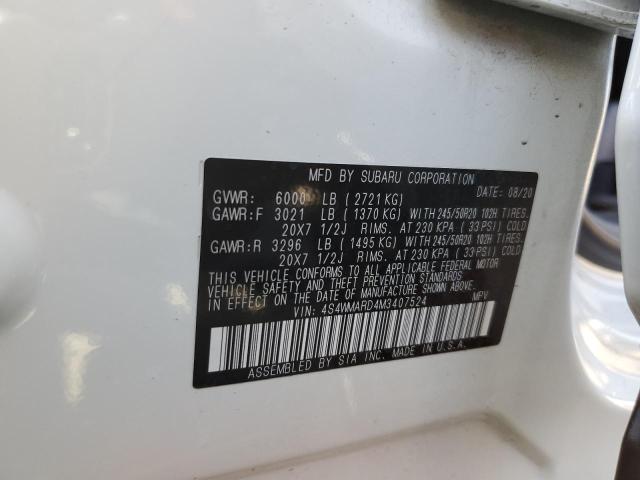 MFD BY SUBARU CORPORATION
GVWR: 6000 LB (2721 KG) DATE: 08/20
GAWR:F 3021 LB (1370 KG) WITH 245/50R20 102H TIRES.
20X7 1/2J RIMS. AT 230 KPA (33PSI) COLD
GAWR:R 3296 LB (1495 KG) WITH 245/50R20 102H TIRES.
20X7 1/2J RIMS. AT 230 KPA (33PSI) COLD
THIS VEHICLE CONFORMS TO ALL APPLICABLE FEDERAL MOTOR
VEHICLE SAFETY AND THEFT PREVENTION STANDARDS
IN EFFECT ON THE DATE OF MANUFACTURE SHOWN ABOVE.
VIN: 4S4WMARD4M3407524 MPV
ASSEMBLED BY SIA INC. MADE IN U.S.A.